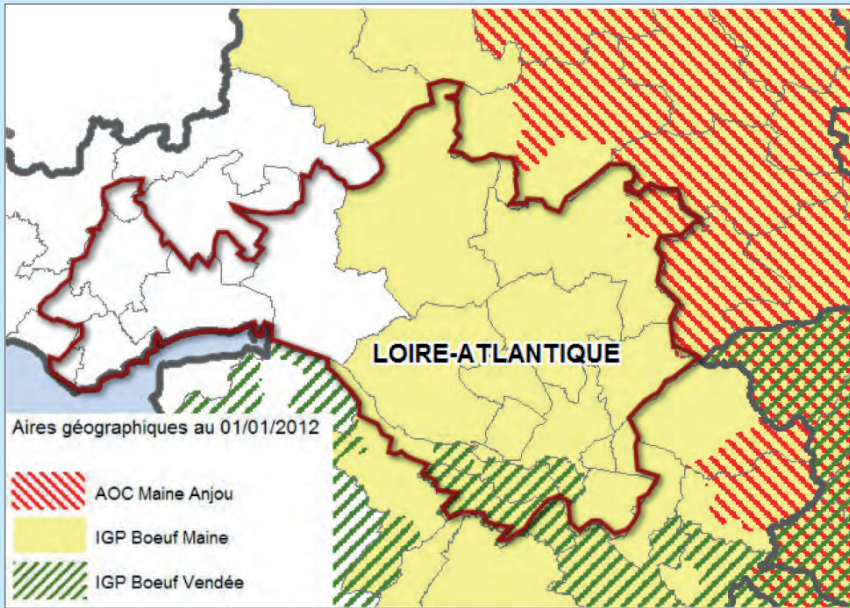 LOIRE-ATLANTIQUE
Aires géographiques au 01/01/2012
AOC Maine Anjou
IGP Boeuf Maine
IGP Boeuf Vendée